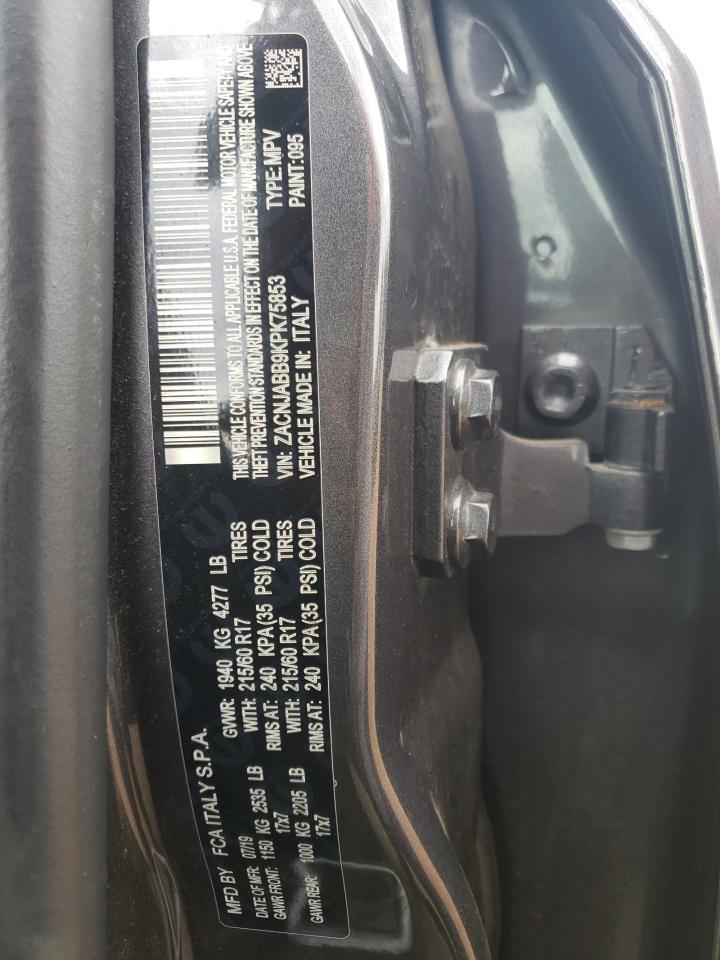 MFD BY FCA ITALY S.P.A.
DATE OF MFR: 07/19 GVWR: 1940 KG 4277 LB
GAWR FRONT: 1150 KG 2535 LB WITH: 215/60 R17 TIRES
17x7 RIMS AT: 240 KPA(35 PSI) COLD
GAWR REAR: 1000 KG 2205 LB WITH: 215/60 R17 TIRES
17x7 RIMS AT: 240 KPA(35 PSI) COLD
THIS VEHICLE CONFORMS TO ALL APPLICABLE U.S.A. FEDERAL MOTOR VEHICLE SAFETY AND
THEFT PREVENTION STANDARDS IN EFFECT ON THE DATE OF MANUFACTURE SHOWN ABOVE
VIN: ZACNJABB9KPK75853 TYPE: MPV
VEHICLE MADE IN: ITALY PAINT: 095